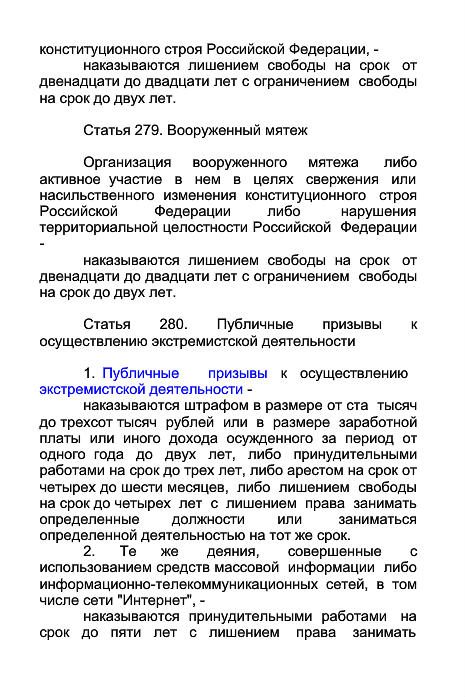 конституционного строя Российской Федерации, -
наказываются лишением свободы на срок от
двенадцати до двадцати лет с ограничением свободы
на срок до двух лет.
Статья 279. Вооруженный мятеж
Организация вооруженного мятежа либо
активное участие в нем в целях свержения или
насильственного изменения конституционного строя
Российской Федерации либо нарушения
территориальной целостности Российской Федерации
-
наказываются лишением свободы на срок от
двенадцати до двадцати лет с ограничением свободы
на срок до двух лет.
Статья 280. Публичные призывы к
осуществлению экстремистской деятельности
1. Публичные призывы к осуществлению
экстремистской деятельности -
наказываются штрафом в размере от ста тысяч
до трехсот тысяч рублей или в размере заработной
платы или иного дохода осужденного за период от
одного года до двух лет, либо принудительными
работами на срок до трех лет, либо арестом на срок от
четырех до шести месяцев, либо лишением свободы
на срок до четырех лет с лишением права занимать
определенные должности или заниматься
определенной деятельностью на тот же срок.
2. Те же деяния, совершенные с
использованием средств массовой информации либо
информационно-телекоммуникационных сетей, в том
числе сети "Интернет", -
наказываются принудительными работами на
срок до пяти лет с лишением права занимать